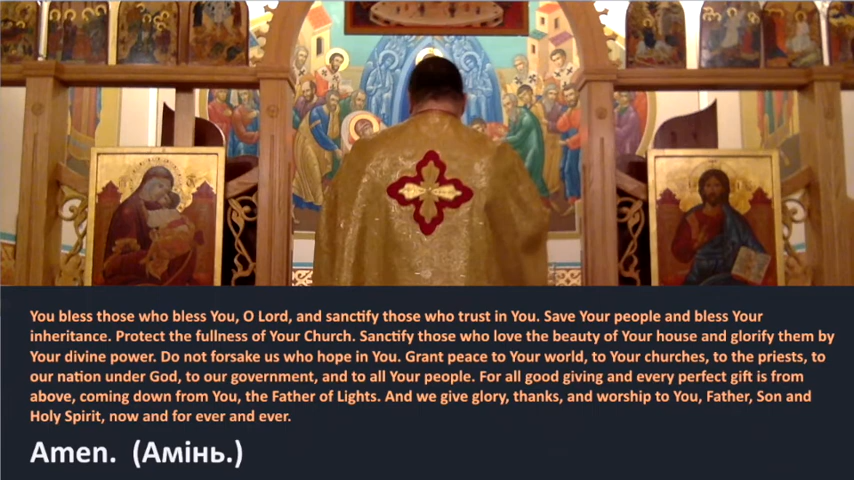 You bless those who bless You, O Lord, and sanctify those who trust in You. Save Your people and bless Your
inheritance. Protect the fullness of Your Church. Sanctify those who love the beauty of Your house and glorify them by
Your divine power. Do not forsake us who hope in You. Grant peace to Your world, to Your churches, to the priests, to
our nation under God, to our government, and to all Your people. For all good giving and every perfect gift is from
above, coming down from You, the Father of Lights. And we give glory, thanks, and worship to You, Father, Son and
Holy Spirit, now and for ever and ever.
Amen. (Амінь.)